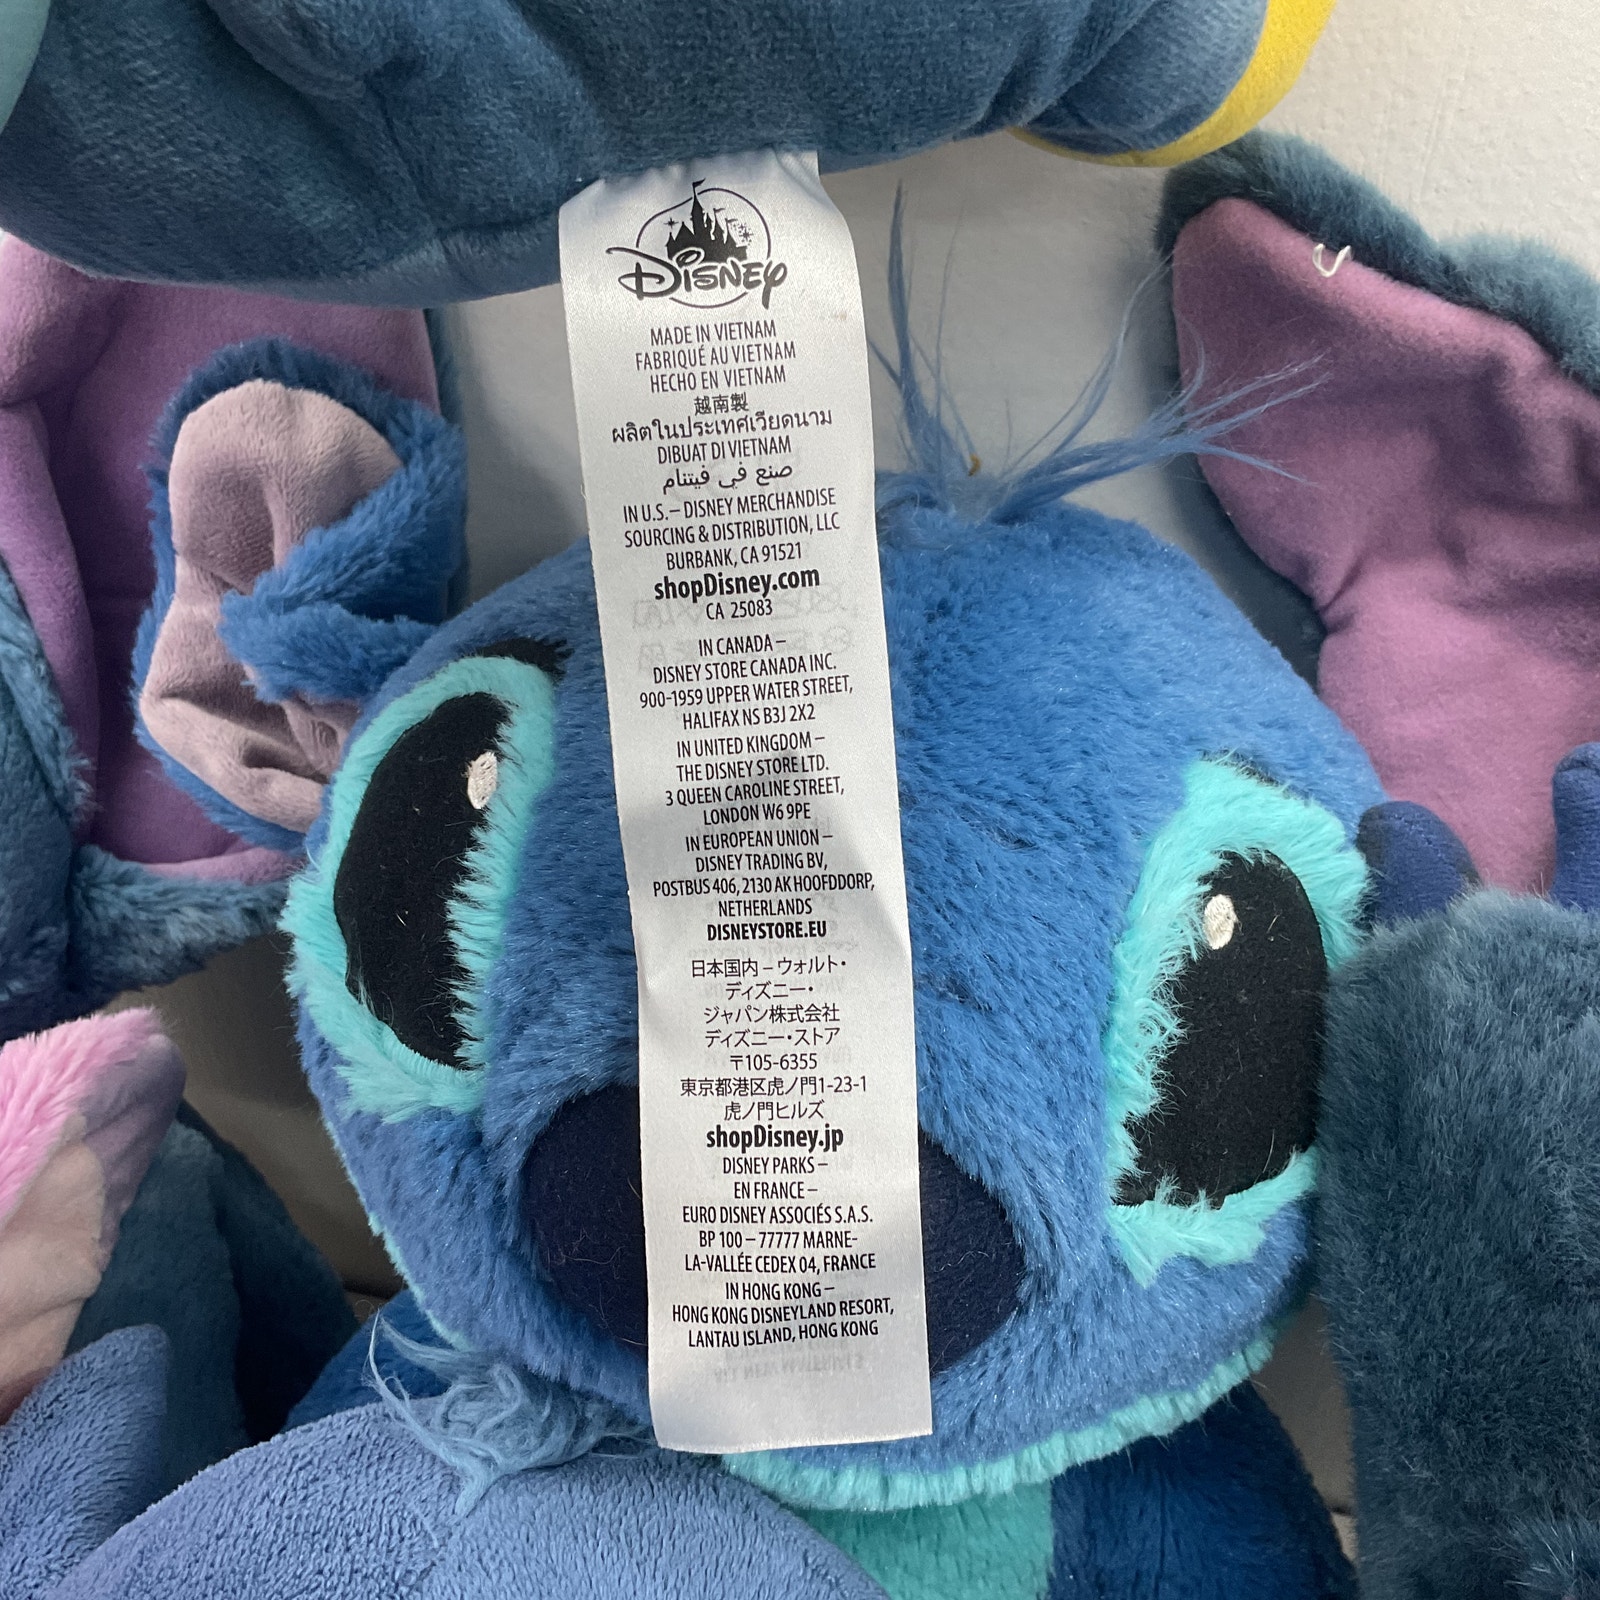 Disney
MADE IN VIETNAM
FABRIQUÉ AU VIETNAM
HECHO EN VIETNAM
越南製
ผลิตในประเทศเวียดนาม
DIBUAT DI VIETNAM
صنع في فيتنام
IN U.S.– DISNEY MERCHANDISE
SOURCING & DISTRIBUTION, LLC
BURBANK, CA 91521
shopDisney.com
CA 25083
IN CANADA –
DISNEY STORE CANADA INC.
900-1959 UPPER WATER STREET,
HALIFAX NS B3J 2X2
IN UNITED KINGDOM –
THE DISNEY STORE LTD.
3 QUEEN CAROLINE STREET,
LONDON W6 9PE
IN EUROPEAN UNION –
DISNEY TRADING BV,
POSTBUS 406, 2130 AK HOOFDDORP,
NETHERLANDS
DISNEYSTORE.EU
日本国内 – ウォルト・
ディズニー・
ジャパン株式会社
ディズニー・ストア
〒105-6355
東京都港区虎ノ門1-23-1
虎ノ門ヒルズ
shopDisney.jp
DISNEY PARKS –
EN FRANCE –
EURO DISNEY ASSOCIÉS S.A.S.
BP 100 – 77777 MARNE-
LA-VALLÉE CEDEX 04, FRANCE
IN HONG KONG –
HONG KONG DISNEYLAND RESORT,
LANTAU ISLAND, HONG KONG